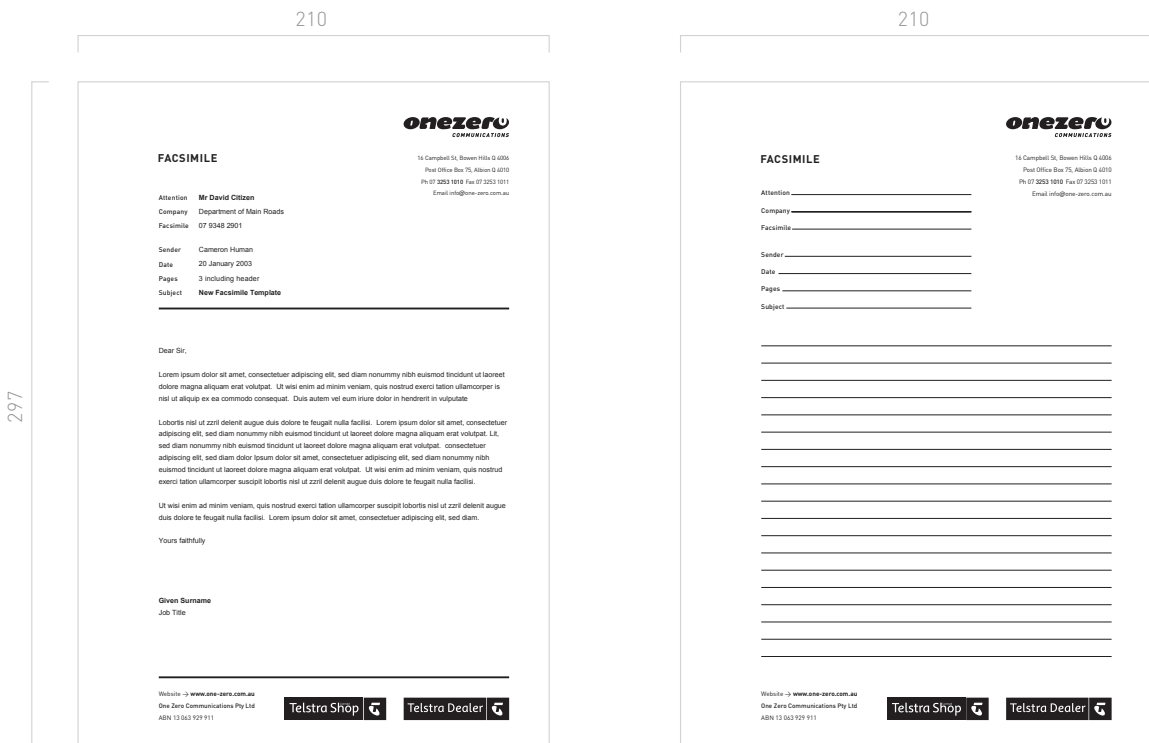 210
297
onezero
COMMUNICATIONS
FACSIMILE
16 Campbell St, Bowen Hills Q 4006
Post Office Box 75, Albion Q 4010
Ph 07 3253 1010 Fax 07 3253 1011
Email info@one-zero.com.au
Attention Mr David Citizen
Company Department of Main Roads
Facsimile 07 9348 2901
Sender Cameron Human
Date 20 January 2003
Pages 3 including header
Subject New Facsimile Template
Dear Sir,
Lorem ipsum dolor sit amet, consectetuer adipiscing elit, sed diam nonummy nibh euismod tincidunt ut laoreet
dolore magna aliquam erat volutpat. Ut wisi enim ad minim veniam, quis nostrud exerci tation ullamcorper is
nisl ut aliquip ex ea commodo consequat. Duis autem vel eum iriure dolor in hendrerit in vulputate
Lobortis nisl ut zzril delenit augue duis dolore te feugait nulla facilisi. Lorem ipsum dolor sit amet, consectetuer
adipiscing elit, sed diam nonummy nibh euismod tincidunt ut laoreet dolore magna aliquam erat volutpat. Lit,
sed diam nonummy nibh euismod tincidunt ut laoreet dolore magna aliquam erat volutpat. consectetuer
adipiscing elit, sed diam dolor Ipsum dolor sit amet, consectetuer adipiscing elit, sed diam nonummy nibh
euismod tincidunt ut laoreet dolore magna aliquam erat volutpat. Ut wisi enim ad minim veniam, quis nostrud
exerci tation ullamcorper suscipit lobortis nisl ut zzril delenit augue duis dolore te feugait nulla facilisi.
Ut wisi enim ad minim veniam, quis nostrud exerci tation ullamcorper suscipit lobortis nisl ut zzril delenit augue
duis dolore te feugait nulla facilisi. Lorem ipsum dolor sit amet, consectetuer adipiscing elit, sed diam.
Yours faithfully
Given Surname
Job Title
Website → www.one-zero.com.au
One Zero Communications Pty Ltd
ABN 13 063 929 911
Telstra Shop
Telstra Dealer
210
onezero
COMMUNICATIONS
FACSIMILE
16 Campbell St, Bowen Hills Q 4006
Post Office Box 75, Albion Q 4010
Ph 07 3253 1010 Fax 07 3253 1011
Email info@one-zero.com.au
Attention
Company
Facsimile
Sender
Date
Pages
Subject
Website → www.one-zero.com.au
One Zero Communications Pty Ltd
ABN 13 063 929 911
Telstra Shop
Telstra Dealer